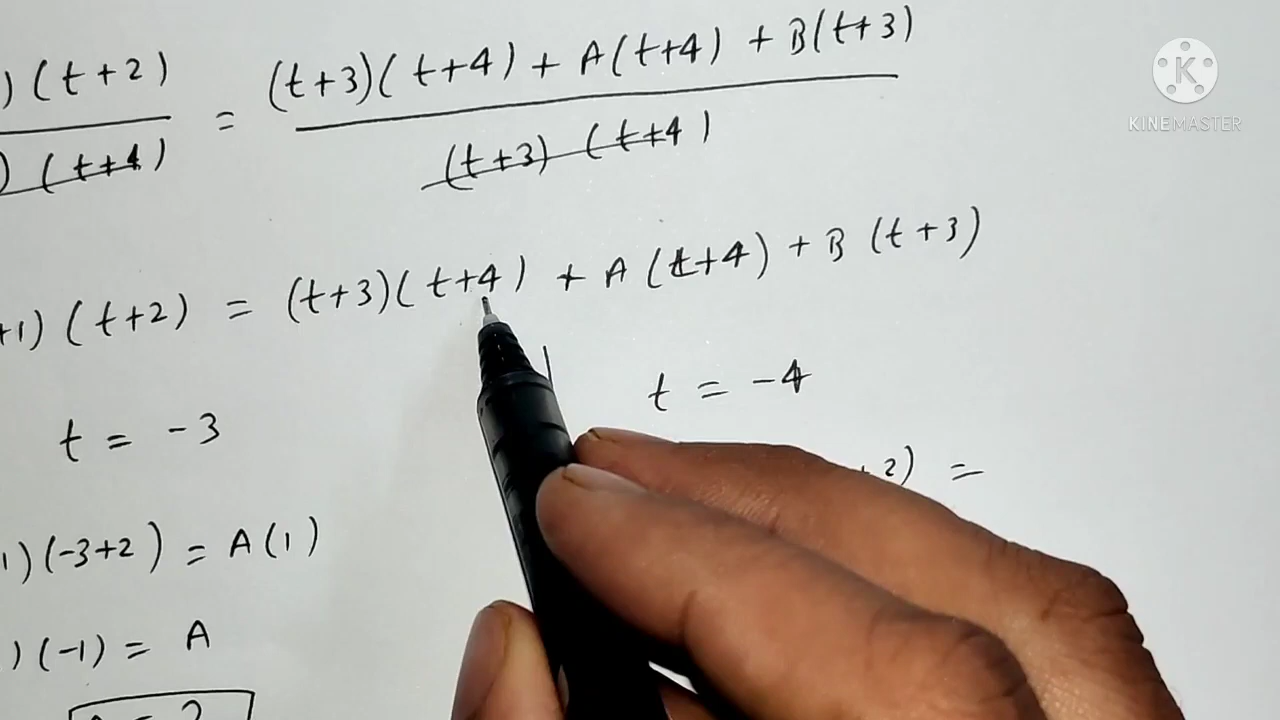 ) (t+2) = (t+3)(t+4) + A(t+4) + B(t+3)
) (t+4) (t+3) (t+4)
+1) (t+2) = (t+3)(t+4) + A (t+4) + B (t+3)
t = -3
t = -4
+2) =
1) (-3+2) = A(1)
) (-1) = A
KINEMASTER